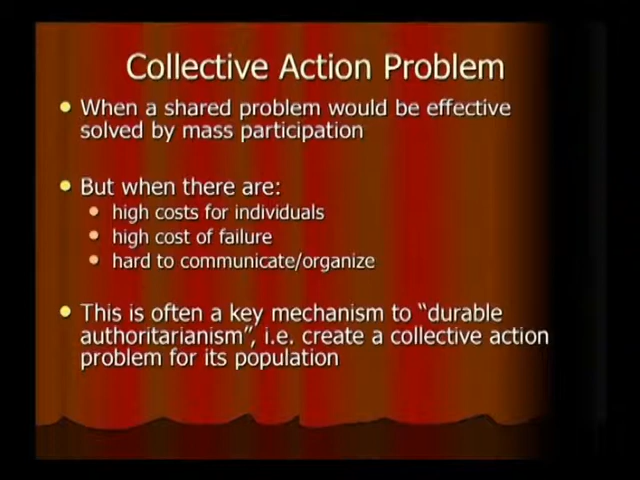 Collective Action Problem
When a shared problem would be effective
solved by mass participation
But when there are:
high costs for individuals
high cost of failure
hard to communicate/organize
This is often a key mechanism to “durable
authoritarianism”, i.e. create a collective action
problem for its population